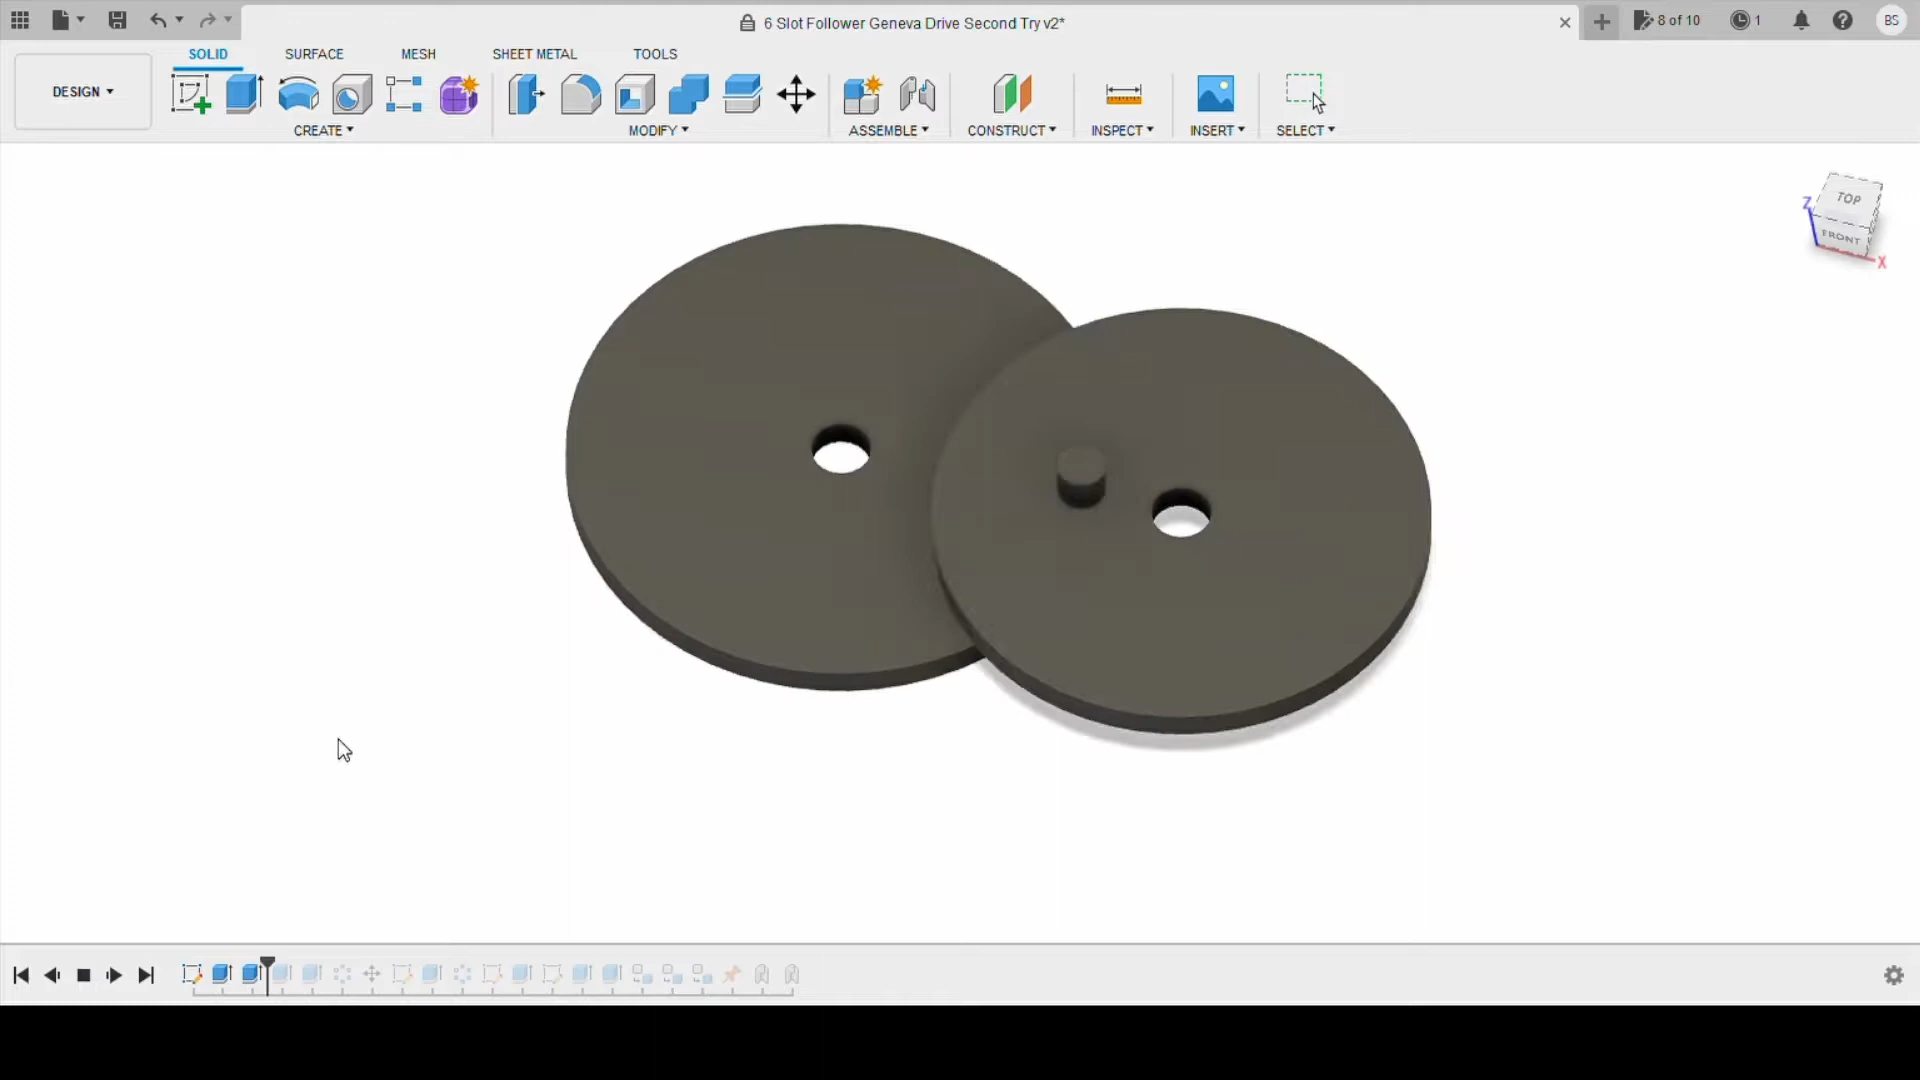 6 Slot Follower Geneva Drive Second Try v2*
8 of 10
1
BS
DESIGN
SOLID
SURFACE
MESH
SHEET METAL
TOOLS
CREATE
MODIFY
ASSEMBLE
CONSTRUCT
INSPECT
INSERT
SELECT
TOP
Z
FRONT
X